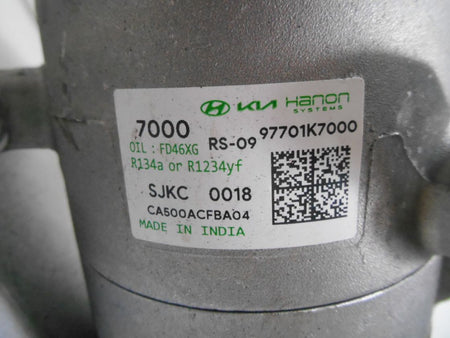 KIA Hanon
SYSTEMS
7000 RS-09 97701K7000
OIL : FD46XG
R134a or R1234yf
SJKC 0018
CA500ACFBA04
MADE IN INDIA